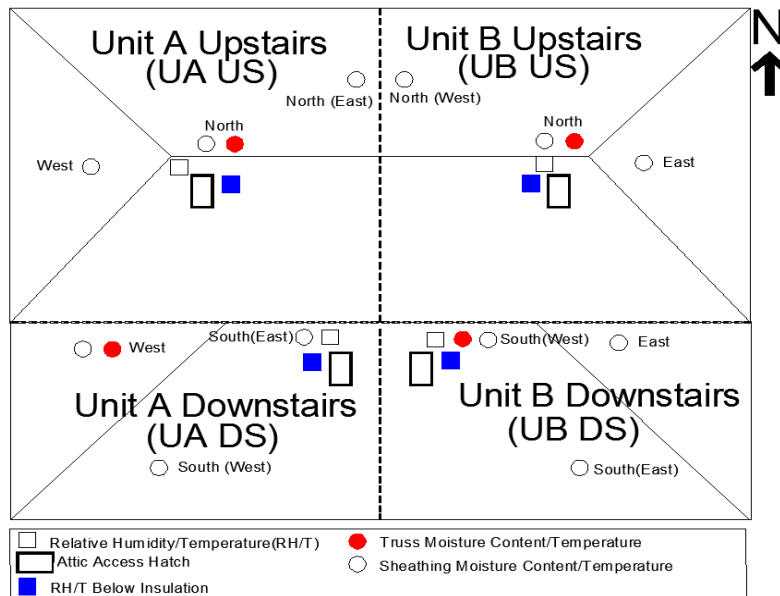 Unit A Upstairs
(UA US)
Unit B Upstairs
(UB US)
N
North (East)
North (West)
North
North
West
East
West
South(East)
South(West)
East
Unit A Downstairs
(UA DS)
Unit B Downstairs
(UB DS)
South (West)
South(East)
Relative Humidity/Temperature(RH/T)
Truss Moisture Content/Temperature
Attic Access Hatch
Sheathing Moisture Content/Temperature
RH/T Below Insulation